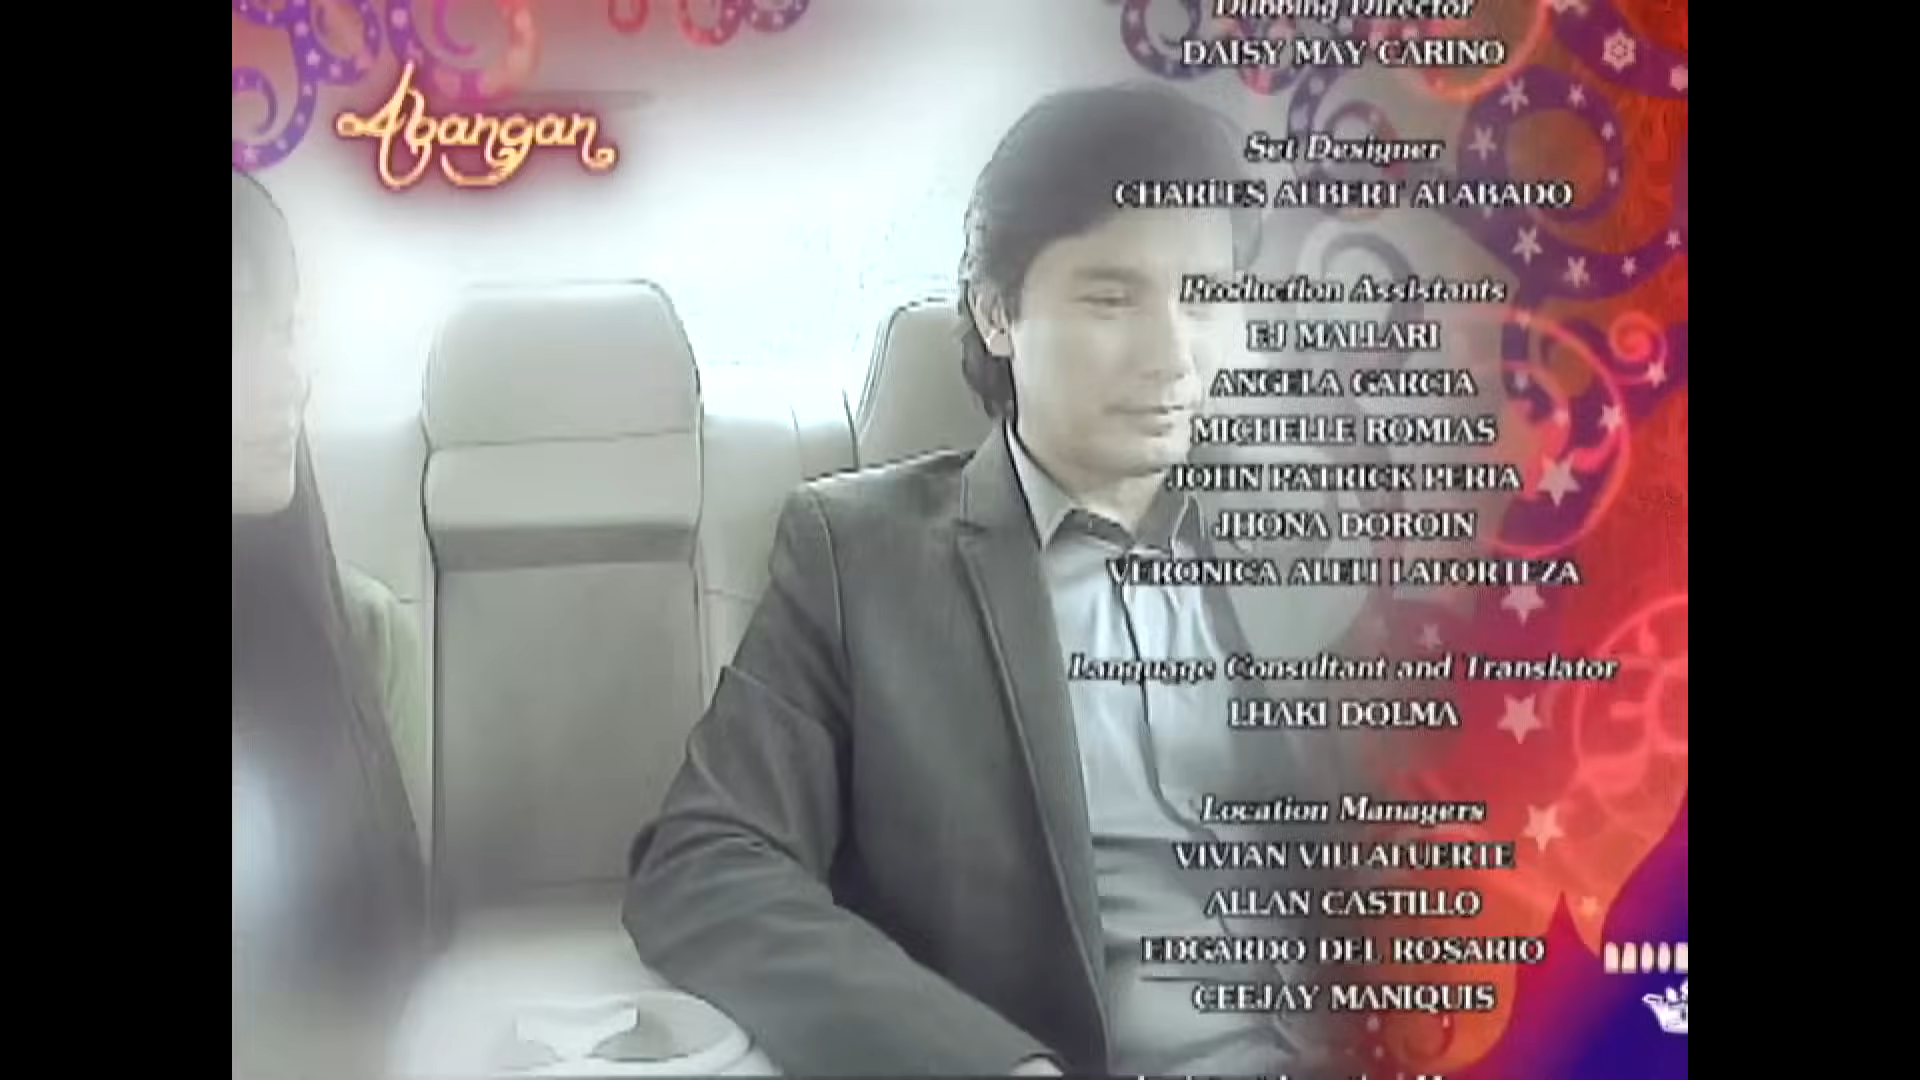 Abangan
Dubbing Director
DAISY MAY CARINO
Set Designer
CHARLES ALBERT ALABADO
Production Assistants
EJ MALLARI
ANGELA GARCIA
MICHELLE ROMIAS
JOHN PATRICK PERIA
JHONA DOROIN
VERONICA ALELI LAFORTEZA
Language Consultant and Translator
LHAKI DOLMA
Location Managers
VIVIAN VILLAFUERTE
ALLAN CASTILLO
EDGARDO DEL ROSARIO
CEEJAY MANIQUIS